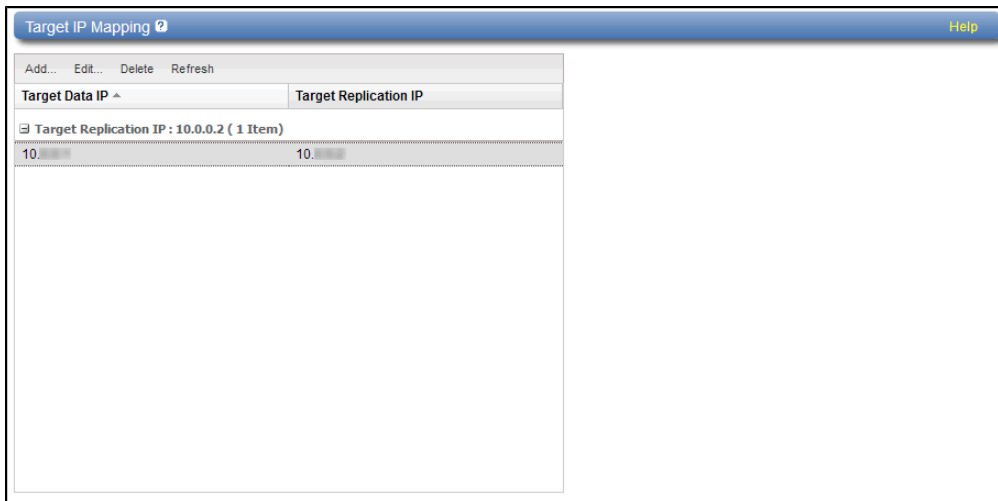 Target IP Mapping ?
Help
Add... Edit... Delete Refresh
Target Data IP Target Replication IP
Target Replication IP : 10.0.0.2 ( 1 Item)
10. 10.